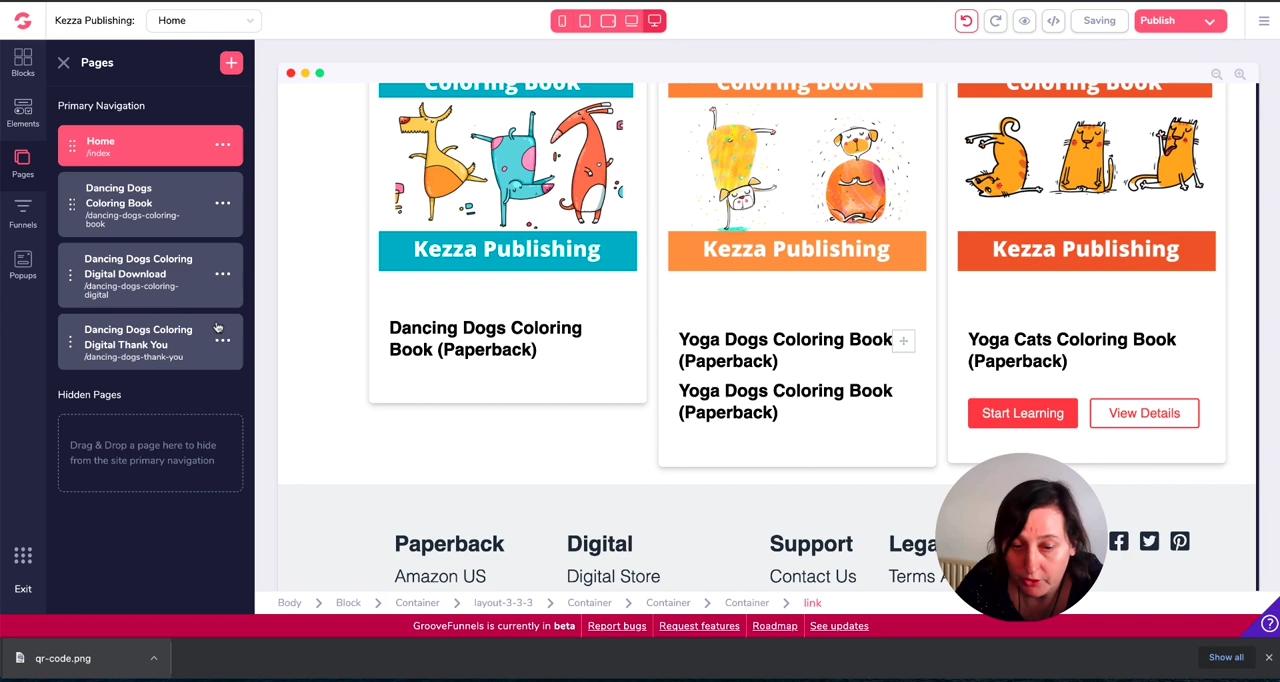 Kezza Publishing:
Home
Saving
Publish
Blocks
Elements
Pages
Funnels
Popups
Exit
Pages
Primary Navigation
Home
/index
Dancing Dogs
Coloring Book
/dancing-dogs-coloring-
book
Dancing Dogs Coloring
Digital Download
/dancing-dogs-coloring-
digital
Dancing Dogs Coloring
Digital Thank You
/dancing-dogs-thank-you
Hidden Pages
Drag & Drop a page here to hide
from the site primary navigation
Coloring Book
Kezza Publishing
Dancing Dogs Coloring
Book (Paperback)
Coloring Book
Kezza Publishing
Yoga Dogs Coloring Book
(Paperback)
Yoga Dogs Coloring Book
(Paperback)
Coloring Book
Kezza Publishing
Yoga Cats Coloring Book
(Paperback)
Start Learning
View Details
Paperback
Amazon US
Digital
Digital Store
Support
Contact Us
Lega
Terms
Body > Block > Container > layout-3-3-3 > Container > Container > Container > link
GrooveFunnels is currently in beta
Report bugs
Request features
Roadmap
See updates
qr-code.png
Show all